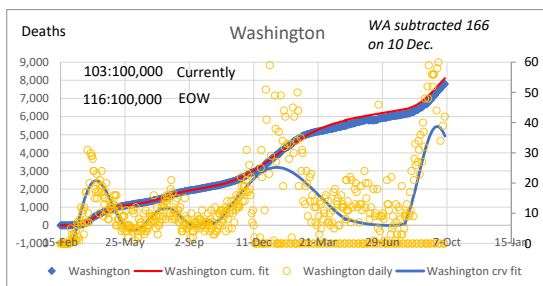 Deaths
Washington
WA subtracted 166
on 10 Dec.
103:100,000 Currently
116:100,000 EOW
9,000
8,000
7,000
6,000
5,000
4,000
3,000
2,000
1,000
0
-1,000
60
50
40
30
20
10
0
15-Feb 25-May 2-Sep 11-Dec 21-Mar 29-Jun 7-Oct 15-Jan
Washington Washington cum. fit Washington daily Washington crv fit